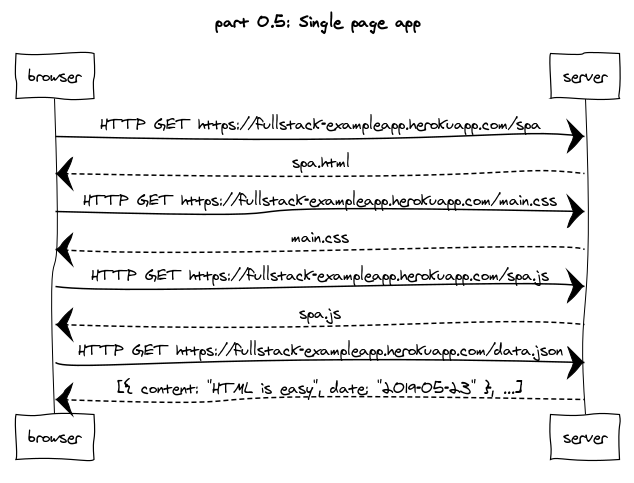 part 0.5: Single page app
browser
server
HTTP GET https://fullstack-exampleapp.herokuapp.com/spa
spa.html
HTTP GET https://fullstack-exampleapp.herokuapp.com/main.css
main.css
HTTP GET https://fullstack-exampleapp.herokuapp.com/spa.js
spa.js
HTTP GET https://fullstack-exampleapp.herokuapp.com/data.json
[{ content: "HTML is easy", date: "2019-05-23" }, ...]
browser
server